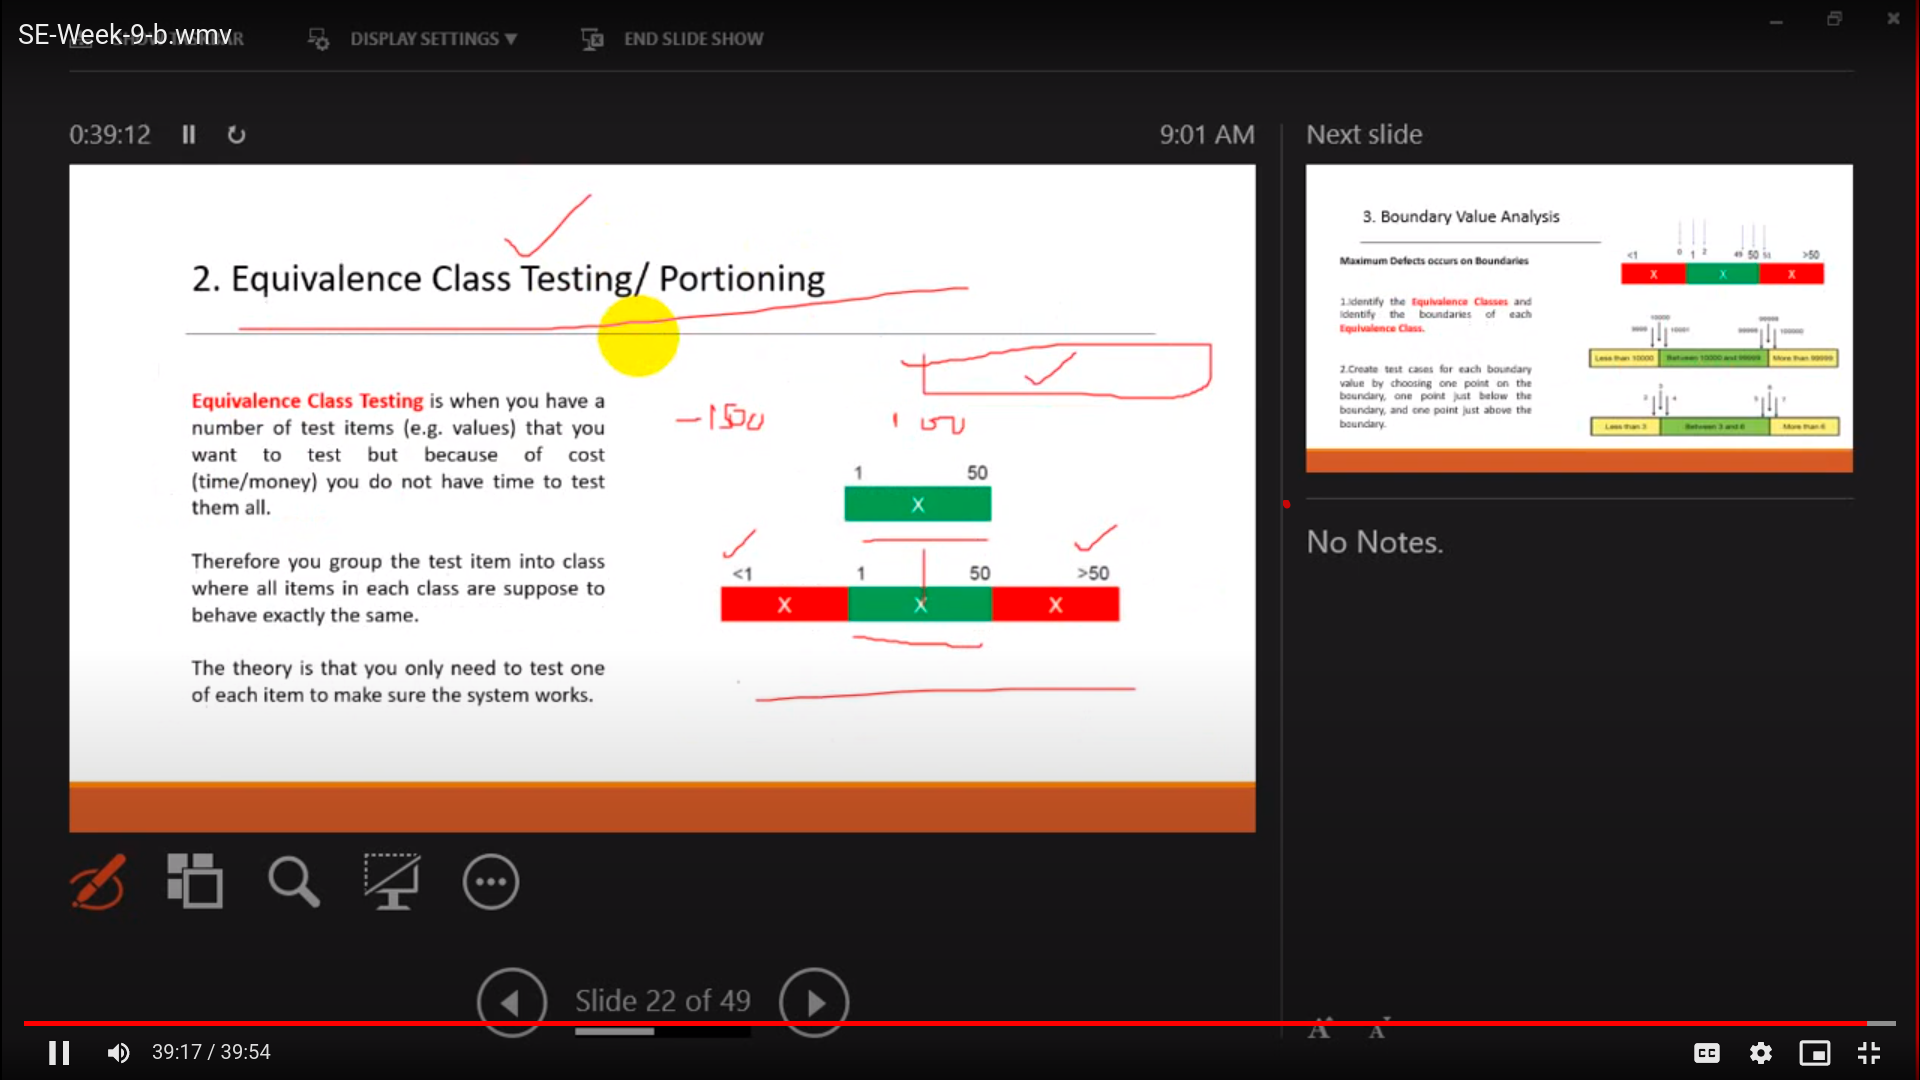 SE-Week-9-b.wmv
DISPLAY SETTINGS ▼
END SLIDE SHOW
0:39:12
9:01 AM
Next slide
2. Equivalence Class Testing/ Portioning
Equivalence Class Testing is when you have a
number of test items (e.g. values) that you
want to test but because of cost
(time/money) you do not have time to test
them all.
Therefore you group the test item into class
where all items in each class are suppose to
behave exactly the same.
The theory is that you only need to test one
of each item to make sure the system works.
-1500
1 50
X
<1 1 50 >50
X X X
3. Boundary Value Analysis
Maximum Defects occurs on Boundaries
1.Identify the Equivalence Classes and
Identify the boundaries of each
Equivalence Class.
2.Create test cases for each boundary
value by choosing one point on the
boundary, one point just below the
boundary, and one point just above the
boundary.
<1 0 1 2 49 50 51 >50
X X X
10000 99999
9999 10001 100000
Less than 10000 Between 10000 and 99999 More than 99999
Less than 3 Between 3 and 6 More than 6
No Notes.
Slide 22 of 49
39:17 / 39:54
CC